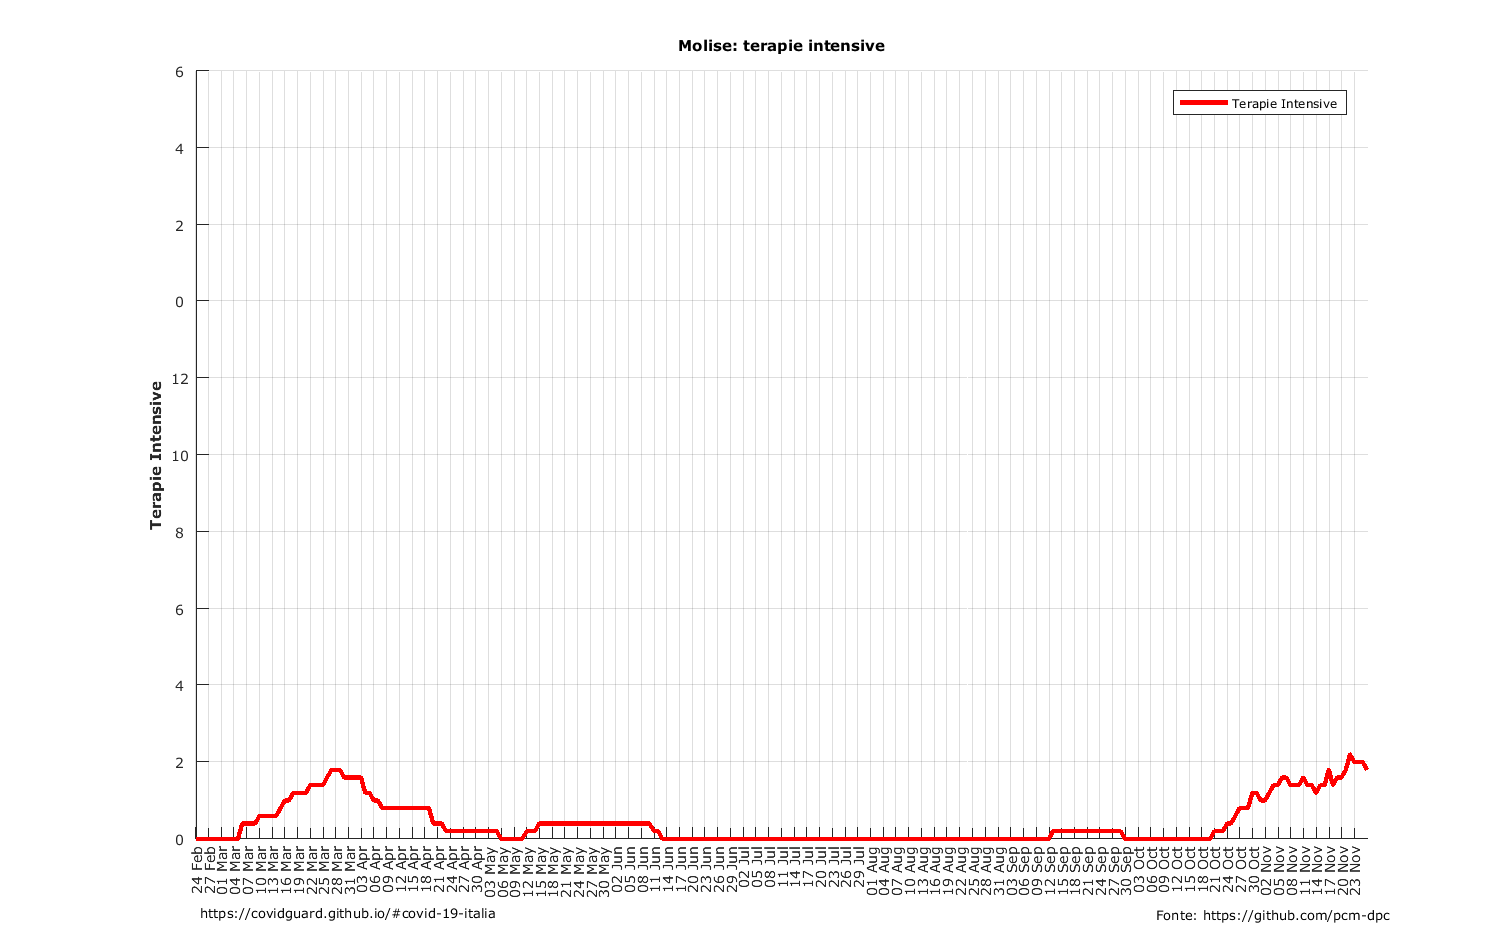 Molise: terapie intensive
Terapie Intensive
Terapie Intensive
6
4
2
0
12
10
8
6
4
2
0
24 Feb
27 Feb
01 Mar
04 Mar
07 Mar
10 Mar
13 Mar
16 Mar
19 Mar
22 Mar
25 Mar
28 Mar
31 Mar
03 Apr
06 Apr
09 Apr
12 Apr
15 Apr
18 Apr
21 Apr
24 Apr
27 Apr
30 Apr
03 May
06 May
09 May
12 May
15 May
18 May
21 May
24 May
27 May
30 May
02 Jun
05 Jun
08 Jun
11 Jun
14 Jun
17 Jun
20 Jun
23 Jun
26 Jun
29 Jun
02 Jul
05 Jul
08 Jul
11 Jul
14 Jul
17 Jul
20 Jul
23 Jul
26 Jul
29 Jul
01 Aug
04 Aug
07 Aug
10 Aug
13 Aug
16 Aug
19 Aug
22 Aug
25 Aug
28 Aug
31 Aug
03 Sep
06 Sep
09 Sep
12 Sep
15 Sep
18 Sep
21 Sep
24 Sep
27 Sep
30 Sep
03 Oct
06 Oct
09 Oct
12 Oct
15 Oct
18 Oct
21 Oct
24 Oct
27 Oct
30 Oct
02 Nov
05 Nov
08 Nov
11 Nov
14 Nov
17 Nov
20 Nov
23 Nov
https://covidguard.github.io/#covid-19-italia
Fonte: https://github.com/pcm-dpc